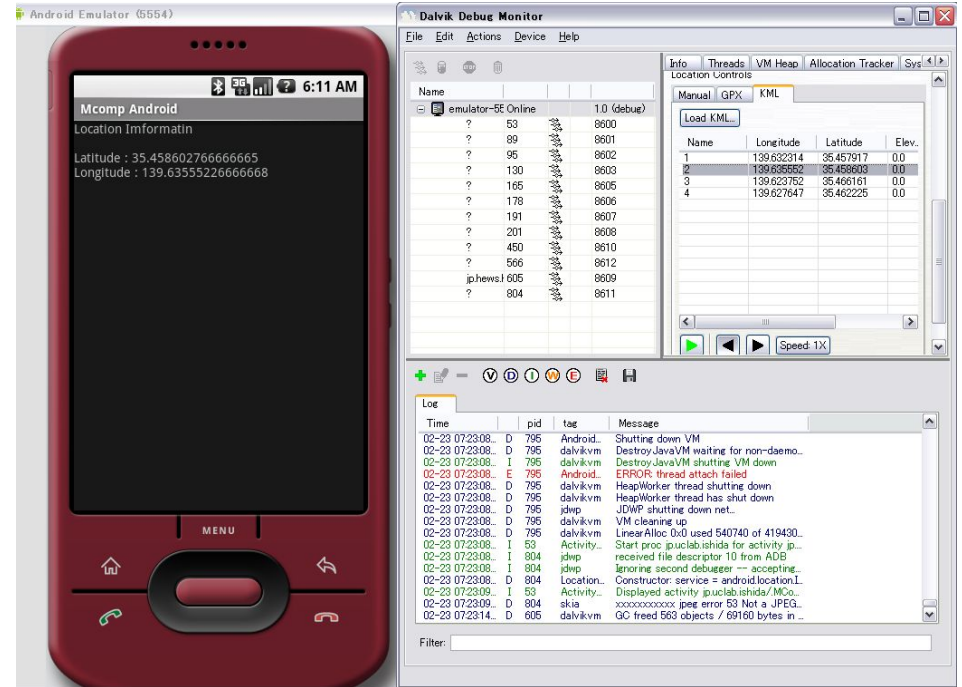 Android Emulator (5554)
3G
6:11 AM
Mcomp Android
Location Imformatin
Latitude : 35.458602766666665
Longitude : 139.63555226666668
MENU
Dalvik Debug Monitor
File Edit Actions Device Help
Name
emulator-55 Online 1.0 (debug)
? 53 8600
? 89 8601
? 95 8602
? 130 8603
? 165 8605
? 178 8606
? 191 8607
? 201 8608
? 450 8610
? 566 8612
jp.hews.l 605 8609
? 804 8611
Info Threads VM Heap Allocation Tracker Sys
Location Controls
Manual GPX KML
Load KML...
Name Longitude Latitude Elev..
1 139.632314 35.457917 0.0
2 139.635552 35.458603 0.0
3 139.623752 35.466161 0.0
4 139.627647 35.462225 0.0
Speed: 1X
V D I W E
Log
Time pid tag Message
02-23 07:23:08... D 795 Android... Shutting down VM
02-23 07:23:08... D 795 dalvikvm DestroyJavaVM waiting for non-daemo...
02-23 07:23:08... I 795 dalvikvm DestroyJavaVM shutting VM down
02-23 07:23:08... E 795 Android... ERROR: thread attach failed
02-23 07:23:08... D 795 dalvikvm HeapWorker thread shutting down
02-23 07:23:08... D 795 dalvikvm HeapWorker thread has shut down
02-23 07:23:08... D 795 jdwp JDWP shutting down net...
02-23 07:23:08... D 795 dalvikvm VM cleaning up
02-23 07:23:08... D 795 dalvikvm LinearAlloc 0x0 used 540740 of 419430...
02-23 07:23:08... I 53 Activity... Start proc jp.uclab.ishida for activity jp...
02-23 07:23:08... I 804 jdwp received file descriptor 10 from ADB
02-23 07:23:08... I 804 jdwp Ignoring second debugger -- accepting...
02-23 07:23:08... D 804 Location... Constructor: service = android.location.I...
02-23 07:23:09... I 53 Activity... Displayed activity jp.uclab.ishida/.MCo...
02-23 07:23:09... D 804 skia xxxxxxxxxxx jpeg error 53 Not a JPEG...
02-23 07:23:14... D 605 dalvikvm GC freed 563 objects / 69160 bytes in ...
Filter: